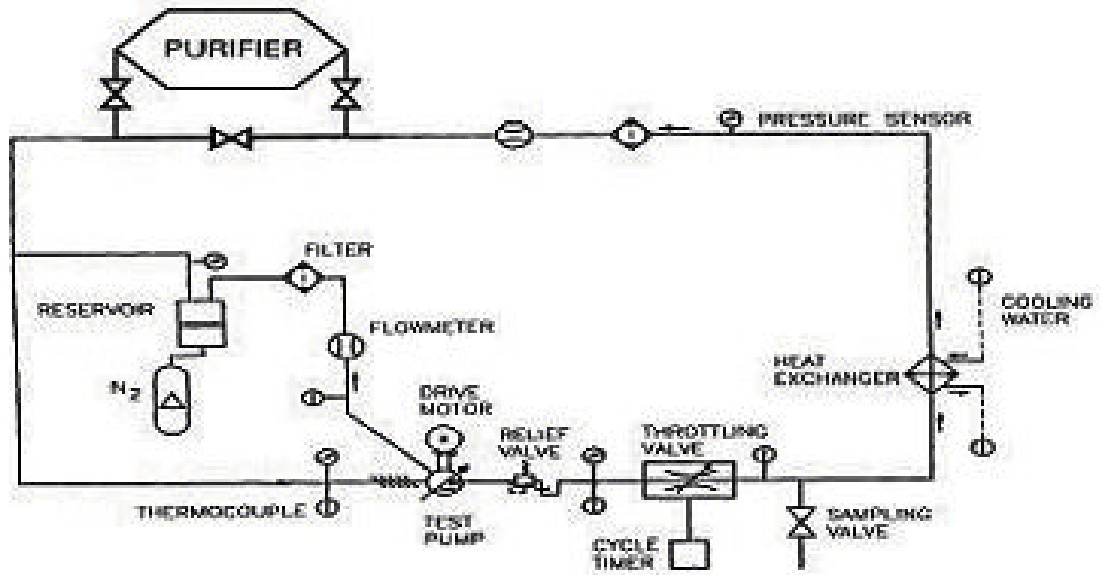 PURIFIER
PRESSURE SENSOR
FILTER
RESERVOIR
FLOWMETER
COOLING
WATER
HEAT
EXCHANGER
N2
DRIVE
MOTOR
RELIEF
VALVE
THROTTLING
VALVE
THERMOCOUPLE
TEST
PUMP
CYCLE
TIMER
SAMPLING
VALVE